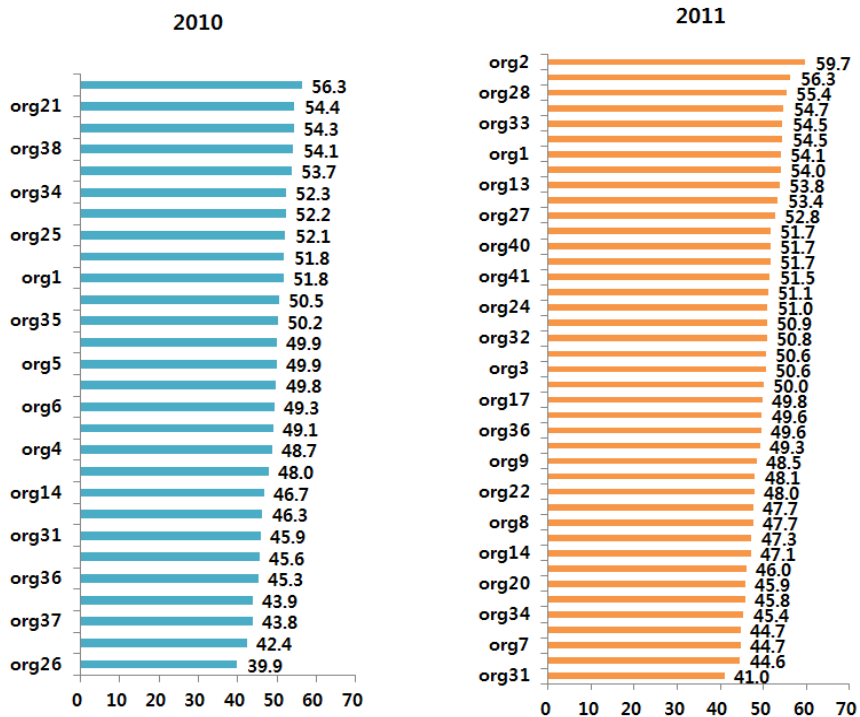 2010
56.3
org21 54.4
54.3
org38 54.1
53.7
org34 52.3
52.2
org25 52.1
51.8
org1 51.8
50.5
org35 50.2
49.9
org5 49.9
49.8
org6 49.3
49.1
org4 48.7
48.0
org14 46.7
46.3
org31 45.9
45.6
org36 45.3
43.9
org37 43.8
42.4
org26 39.9
0 10 20 30 40 50 60 70
2011
org2 59.7
56.3
org28 55.4
54.7
org33 54.5
54.5
org1 54.1
54.0
org13 53.8
53.4
org27 52.8
51.7
org40 51.7
51.7
org41 51.5
51.1
org24 51.0
50.9
org32 50.8
50.6
org3 50.6
50.0
org17 49.8
49.6
org36 49.6
49.3
org9 48.5
48.1
org22 48.0
47.7
org8 47.7
47.3
org14 47.1
46.0
org20 45.9
45.8
org34 45.4
44.7
org7 44.7
44.6
org31 41.0
0 10 20 30 40 50 60 70